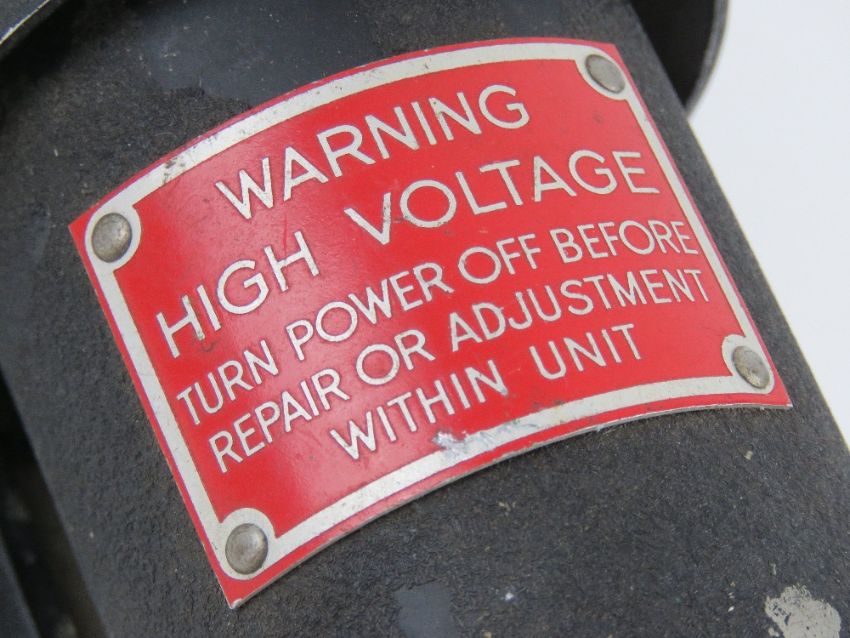 WARNING
HIGH VOLTAGE
TURN POWER OFF BEFORE
REPAIR OR ADJUSTMENT
WITHIN UNIT